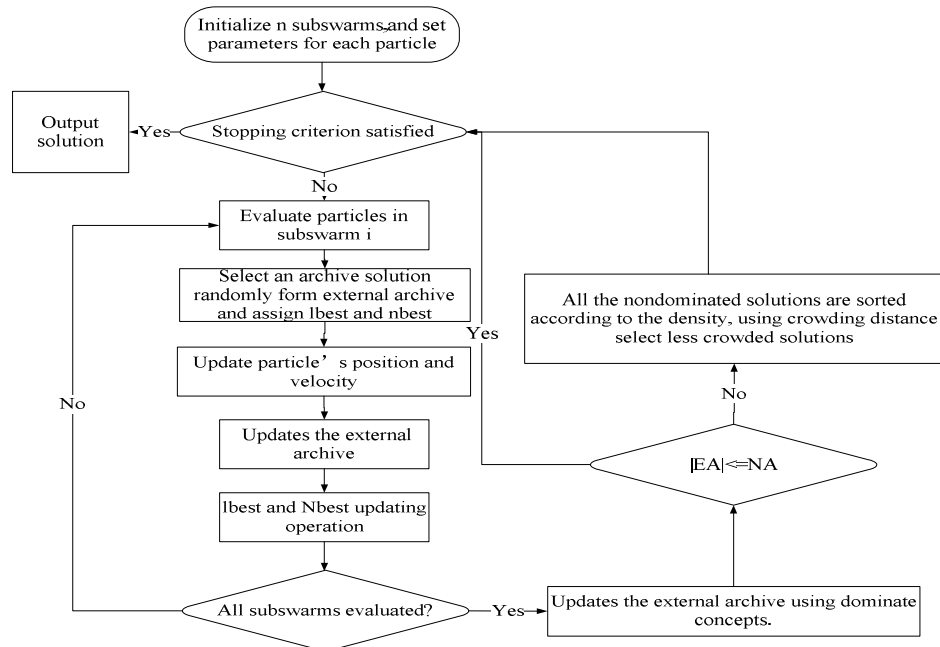 Initialize n subswarms, and set
parameters for each particle
Output
solution
Yes
Stopping criterion satisfied
No
Evaluate particles in
subswarm i
Select an archive solution
randomly form external archive
and assign lbest and nbest
Yes
All the nondominated solutions are sorted
according to the density, using crowding distance
select less crowded solutions
Update particle's position and
velocity
No
No
Updates the external
archive
|EA|<=NA
lbest and Nbest updating
operation
All subswarms evaluated?
Yes
Updates the external archive using dominate
concepts.